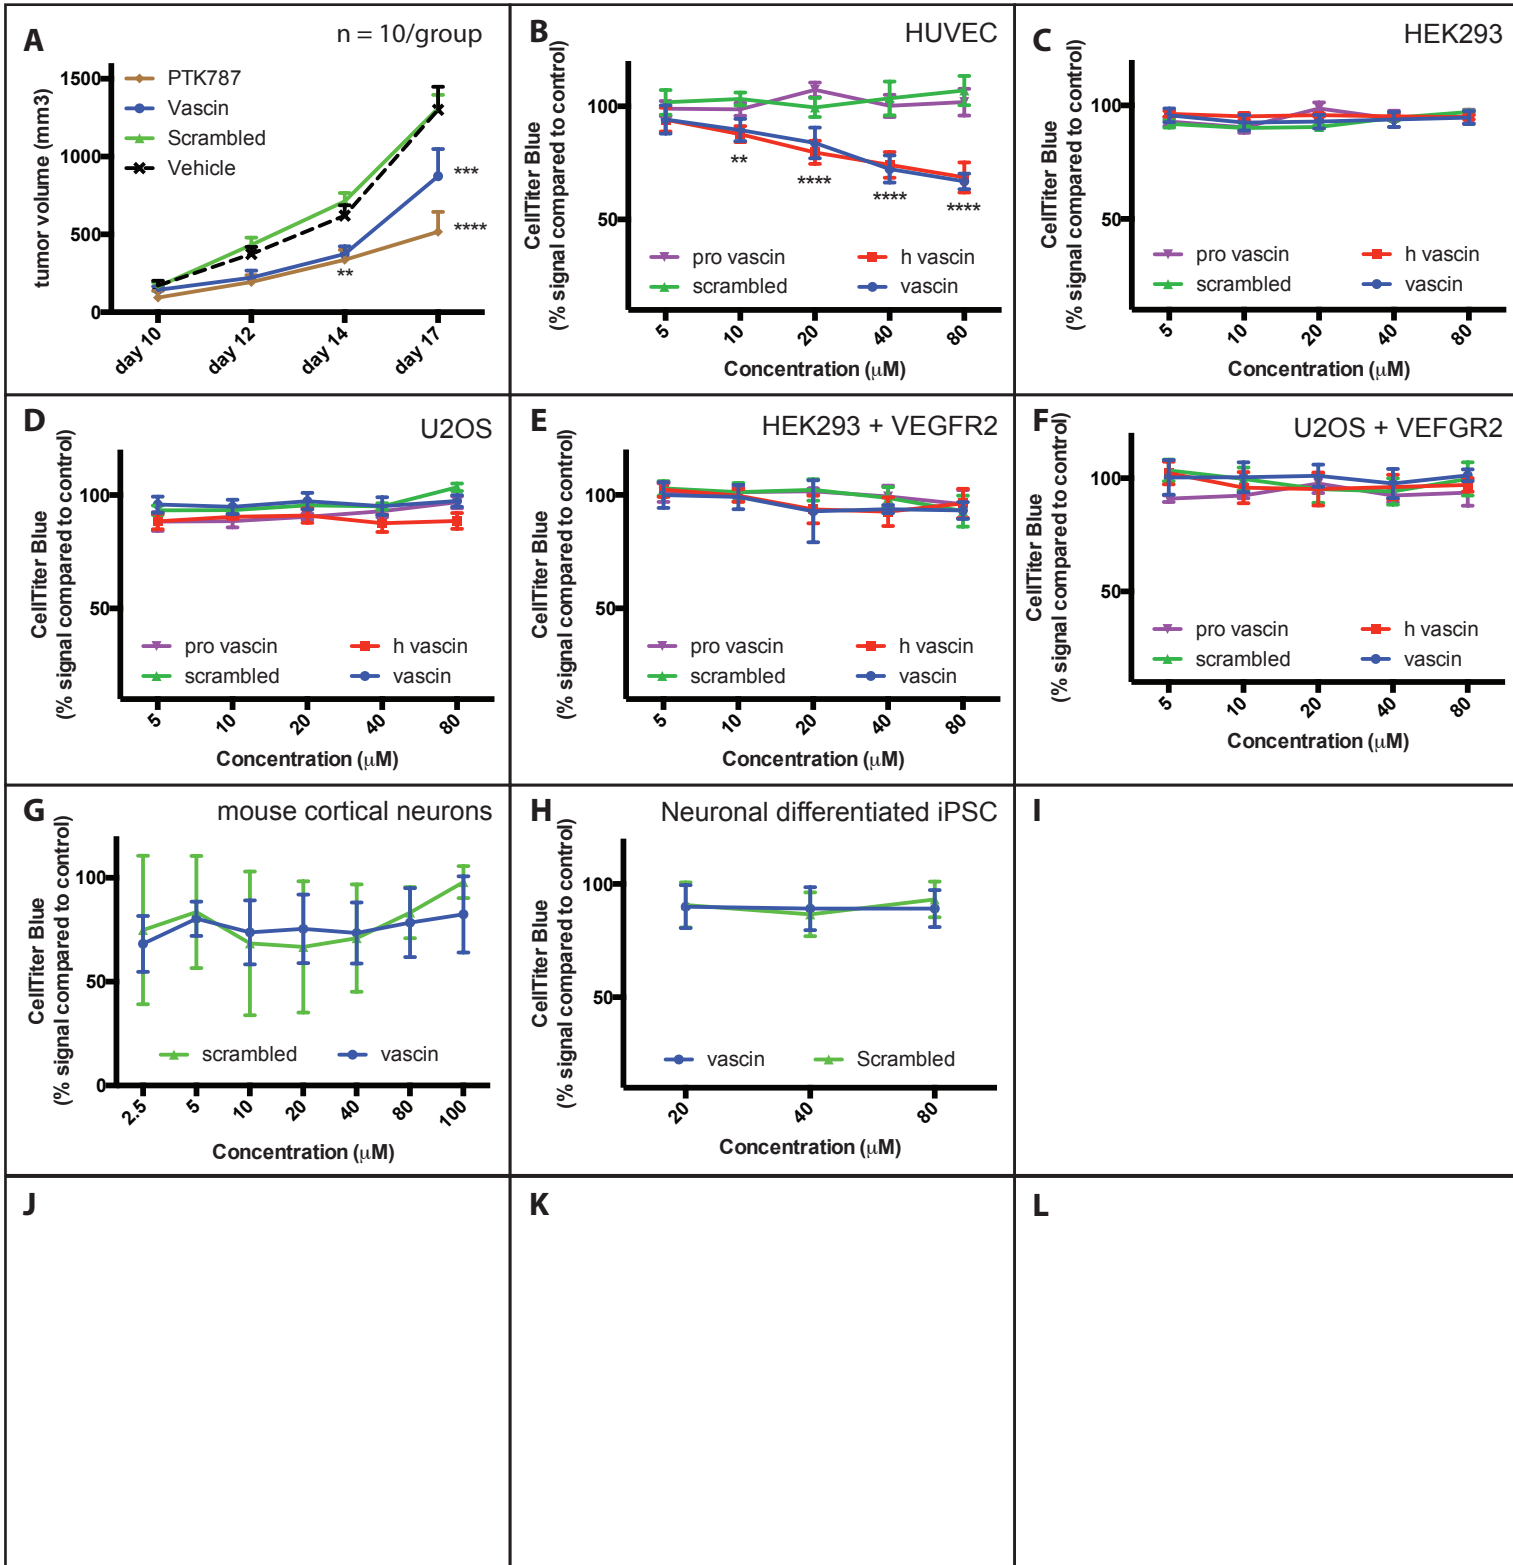 A
n = 10/group
tumor volume (mm3)
1500
1000
500
0
PTK787
Vascin
Scrambled
Vehicle
***
****
**
day 10
day 12
day 14
day 17
B
HUVEC
CellTiter Blue
(% signal compared to control)
100
50
**
****
****
****
pro vascin
h vascin
scrambled
vascin
5
10
20
40
80
Concentration (μM)
C
HEK293
CellTiter Blue
(% signal compared to control)
100
50
pro vascin
h vascin
scrambled
vascin
5
10
20
40
80
Concentration (μM)
D
U2OS
CellTiter Blue
(% signal compared to control)
100
50
pro vascin
h vascin
scrambled
vascin
5
10
20
40
80
Concentration (μM)
E
HEK293 + VEGFR2
CellTiter Blue
(% signal compared to control)
100
50
pro vascin
h vascin
scrambled
vascin
5
10
20
40
80
Concentration (μM)
F
U2OS + VEFGR2
CellTiter Blue
(% signal compared to control)
100
50
pro vascin
h vascin
scrambled
vascin
5
10
20
40
80
Concentration (μM)
G
mouse cortical neurons
CellTiter Blue
(% signal compared to control)
100
50
0
scrambled
vascin
2.5
5
10
20
40
80
100
Concentration (μM)
H
Neuronal differentiated iPSC
CellTiter Blue
(% signal compared to control)
100
50
vascin
Scrambled
20
40
80
Concentration (μM)
I
J
K
L